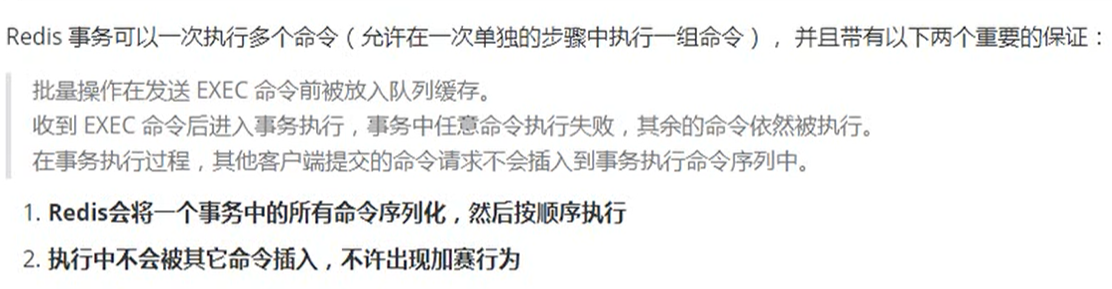 Redis 事务可以一次执行多个命令（允许在一次单独的步骤中执行一组命令），并且带有以下两个重要的保证：
批量操作在发送 EXEC 命令前被放入队列缓存。
收到 EXEC 命令后进入事务执行，事务中任意命令执行失败，其余的命令依然被执行。
在事务执行过程，其他客户端提交的命令请求不会插入到事务执行命令序列中。
1. Redis会将一个事务中的所有命令序列化，然后按顺序执行
2. 执行中不会被其它命令插入，不许出现加赛行为